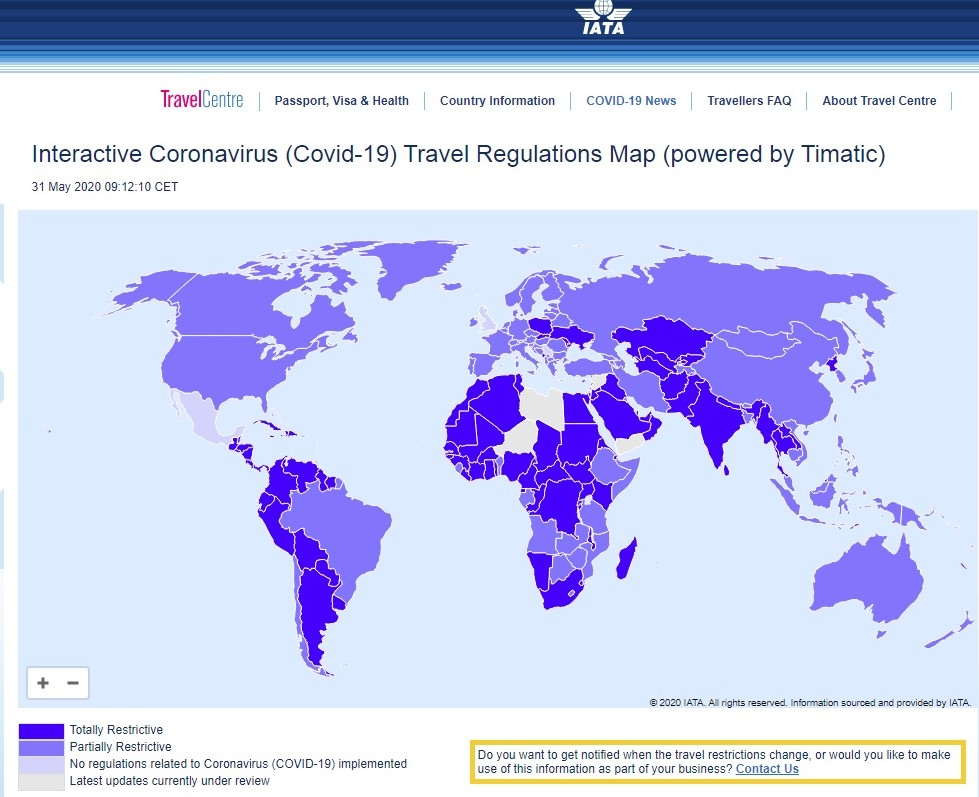 IATA
TravelCentre
Passport, Visa & Health
Country Information
COVID-19 News
Travellers FAQ
About Travel Centre
Interactive Coronavirus (Covid-19) Travel Regulations Map (powered by Timatic)
31 May 2020 09:12:10 CET
© 2020 IATA. All rights reserved. Information sourced and provided by IATA.
Totally Restrictive
Partially Restrictive
No regulations related to Coronavirus (COVID-19) implemented
Latest updates currently under review
Do you want to get notified when the travel restrictions change, or would you like to make
use of this information as part of your business? Contact Us